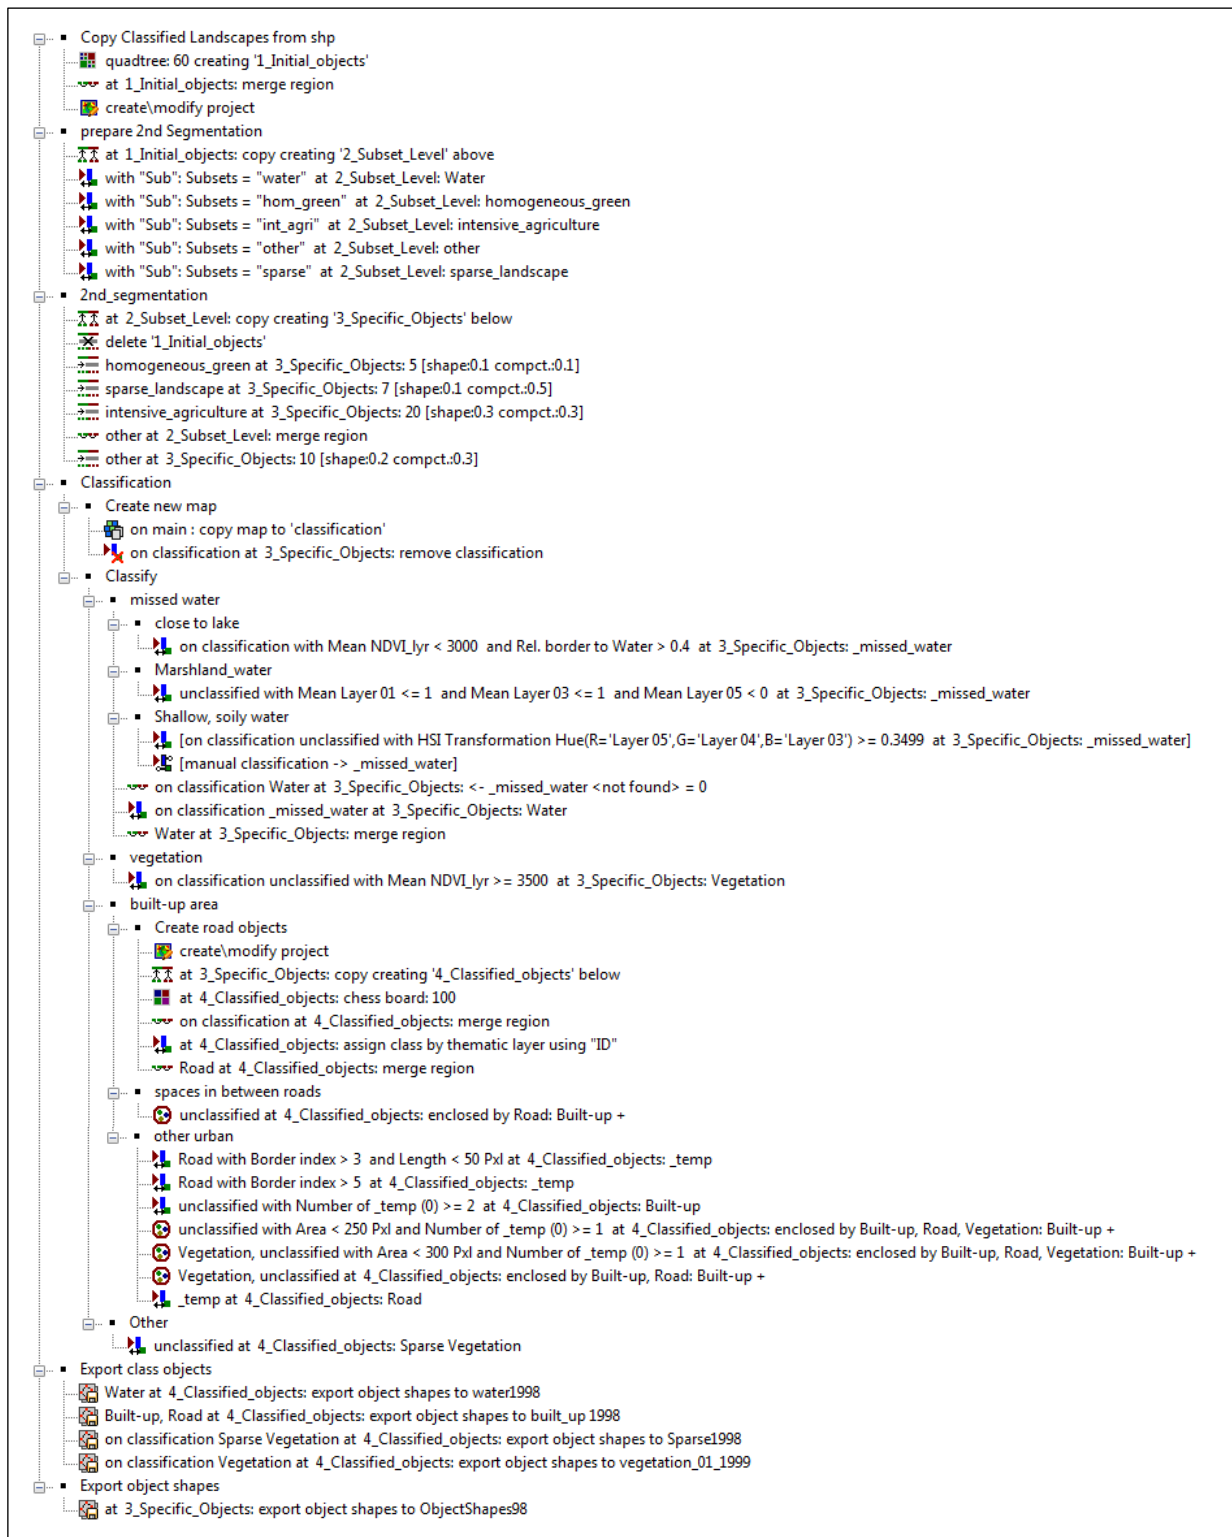 Copy Classified Landscapes from shp
quadtree: 60 creating '1_Initial_objects'
at 1_Initial_objects: merge region
create\modify project
prepare 2nd Segmentation
at 1_Initial_objects: copy creating '2_Subset_Level' above
with "Sub": Subsets = "water" at 2_Subset_Level: Water
with "Sub": Subsets = "hom_green" at 2_Subset_Level: homogeneous_green
with "Sub": Subsets = "int_agri" at 2_Subset_Level: intensive_agriculture
with "Sub": Subsets = "other" at 2_Subset_Level: other
with "Sub": Subsets = "sparse" at 2_Subset_Level: sparse_landscape
2nd_segmentation
at 2_Subset_Level: copy creating '3_Specific_Objects' below
delete '1_Initial_objects'
homogeneous_green at 3_Specific_Objects: 5 [shape:0.1 compct.:0.1]
sparse_landscape at 3_Specific_Objects: 7 [shape:0.1 compct.:0.5]
intensive_agriculture at 3_Specific_Objects: 20 [shape:0.3 compct.:0.3]
other at 2_Subset_Level: merge region
other at 3_Specific_Objects: 10 [shape:0.2 compct.:0.3]
Classification
Create new map
on main : copy map to 'classification'
on classification at 3_Specific_Objects: remove classification
Classify
missed water
close to lake
on classification with Mean NDVI_lyr < 3000 and Rel. border to Water > 0.4 at 3_Specific_Objects: _missed_water
Marshland_water
unclassified with Mean Layer 01 <= 1 and Mean Layer 03 <= 1 and Mean Layer 05 < 0 at 3_Specific_Objects: _missed_water
Shallow, soily water
[on classification unclassified with HSI Transformation Hue(R='Layer 05',G='Layer 04',B='Layer 03') >= 0.3499 at 3_Specific_Objects: _missed_water]
[manual classification -> _missed_water]
on classification Water at 3_Specific_Objects: <- _missed_water <not found> = 0
on classification _missed_water at 3_Specific_Objects: Water
Water at 3_Specific_Objects: merge region
vegetation
on classification unclassified with Mean NDVI_lyr >= 3500 at 3_Specific_Objects: Vegetation
built-up area
Create road objects
create\modify project
at 3_Specific_Objects: copy creating '4_Classified_objects' below
at 4_Classified_objects: chess board: 100
on classification at 4_Classified_objects: merge region
at 4_Classified_objects: assign class by thematic layer using "ID"
Road at 4_Classified_objects: merge region
spaces in between roads
unclassified at 4_Classified_objects: enclosed by Road: Built-up +
other urban
Road with Border index > 3 and Length < 50 Pxl at 4_Classified_objects: _temp
Road with Border index > 5 at 4_Classified_objects: _temp
unclassified with Number of _temp (0) >= 2 at 4_Classified_objects: Built-up
unclassified with Area < 250 Pxl and Number of _temp (0) >= 1 at 4_Classified_objects: enclosed by Built-up, Road, Vegetation: Built-up +
Vegetation, unclassified with Area < 300 Pxl and Number of _temp (0) >= 1 at 4_Classified_objects: enclosed by Built-up, Road, Vegetation: Built-up +
Vegetation, unclassified at 4_Classified_objects: enclosed by Built-up, Road: Built-up +
_temp at 4_Classified_objects: Road
Other
unclassified at 4_Classified_objects: Sparse Vegetation
Export class objects
Water at 4_Classified_objects: export object shapes to water1998
Built-up, Road at 4_Classified_objects: export object shapes to built_up 1998
on classification Sparse Vegetation at 4_Classified_objects: export object shapes to Sparse1998
on classification Vegetation at 4_Classified_objects: export object shapes to vegetation_01_1999
Export object shapes
at 3_Specific_Objects: export object shapes to ObjectShapes98